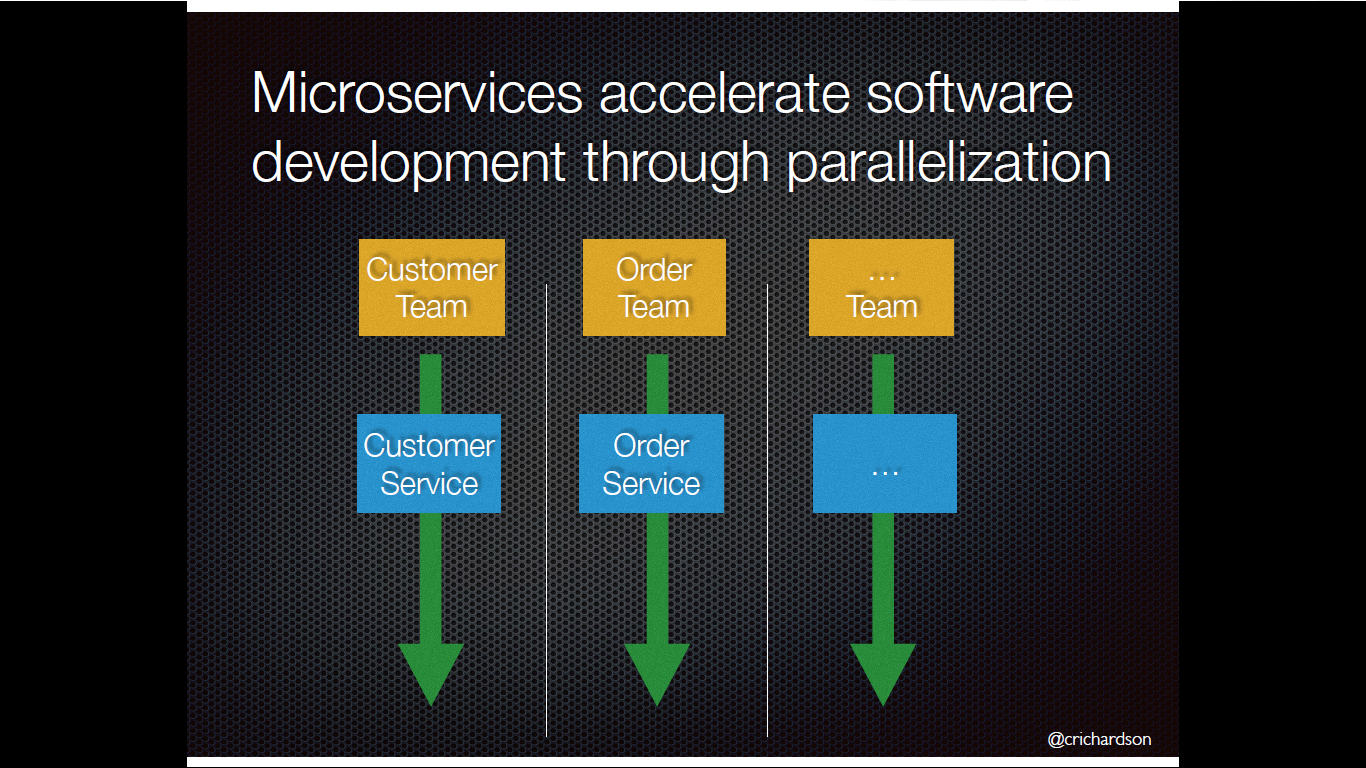 Microservices accelerate software
development through parallelization
Customer
Team
Order
Team
…
Team
Customer
Service
Order
Service
…
@crichardson